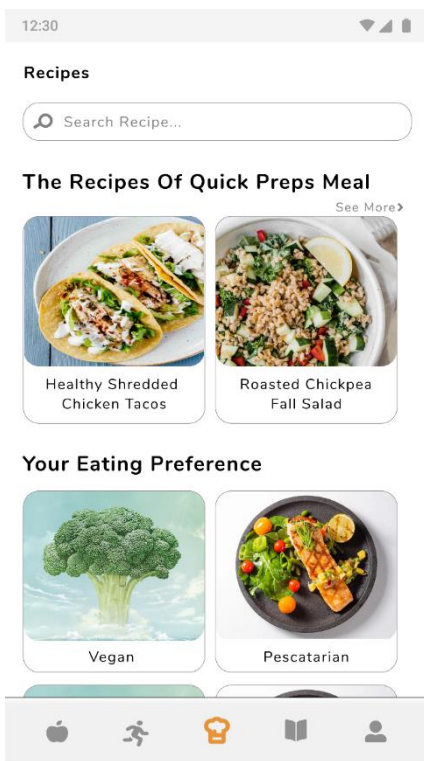 12:30
Recipes
Search Recipe...
The Recipes Of Quick Preps Meal
See More
Healthy Shredded
Chicken Tacos
Roasted Chickpea
Fall Salad
Your Eating Preference
Vegan
Pescatarian